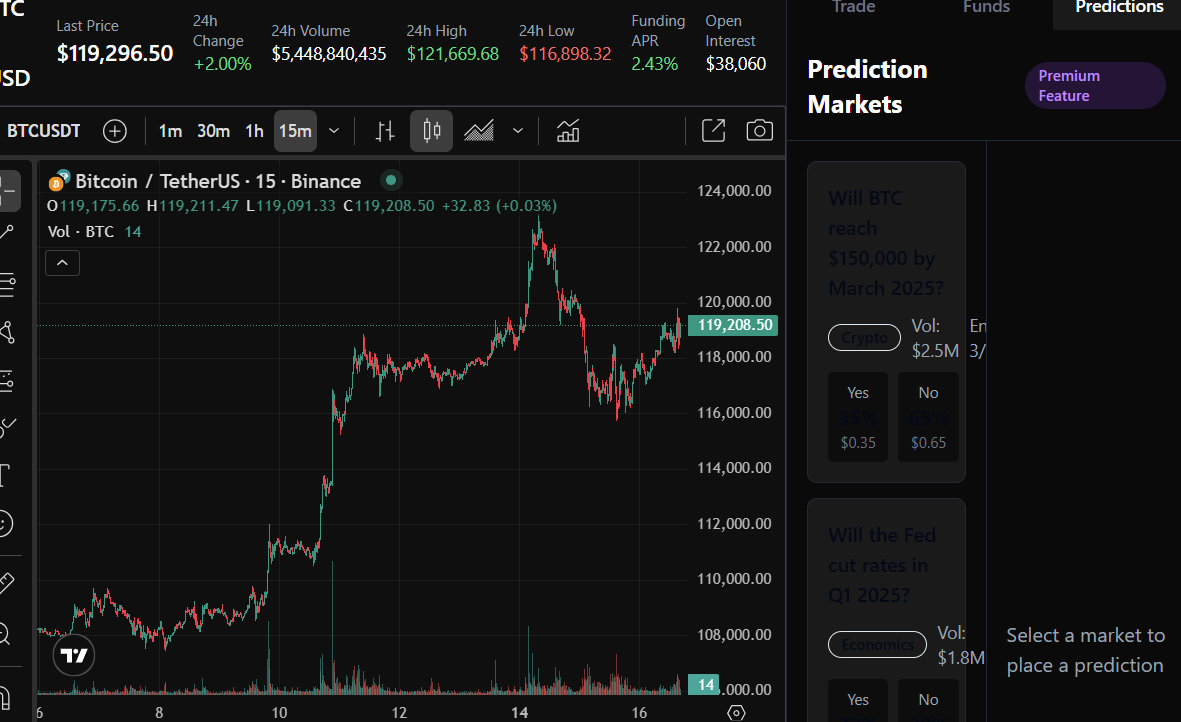 TC
Last Price
$119,296.50
24h
Change
+2.00%
24h Volume
$5,448,840,435
24h High
$121,669.68
24h Low
$116,898.32
Funding
APR
2.43%
Open
Interest
$38,060
SD
BTCUSDT
1m 30m 1h 15m
Bitcoin / TetherUS · 15 · Binance
O119,175.66 H119,211.47 L119,091.33 C119,208.50 +32.83 (+0.03%)
Vol · BTC 14
124,000.00
122,000.00
120,000.00
119,208.50
118,000.00
116,000.00
114,000.00
112,000.00
110,000.00
108,000.00
14
,000.00
6 8 10 12 14 16
Trade Funds Predictions
Prediction
Markets
Premium
Feature
Will BTC
reach
$150,000 by
March 2025?
Crypto
Vol:
$2.5M
En
3/
Yes
35%
$0.35
No
65%
$0.65
Will the Fed
cut rates in
Q1 2025?
Economics
Vol:
$1.8M
Yes
No
Select a market to
place a prediction